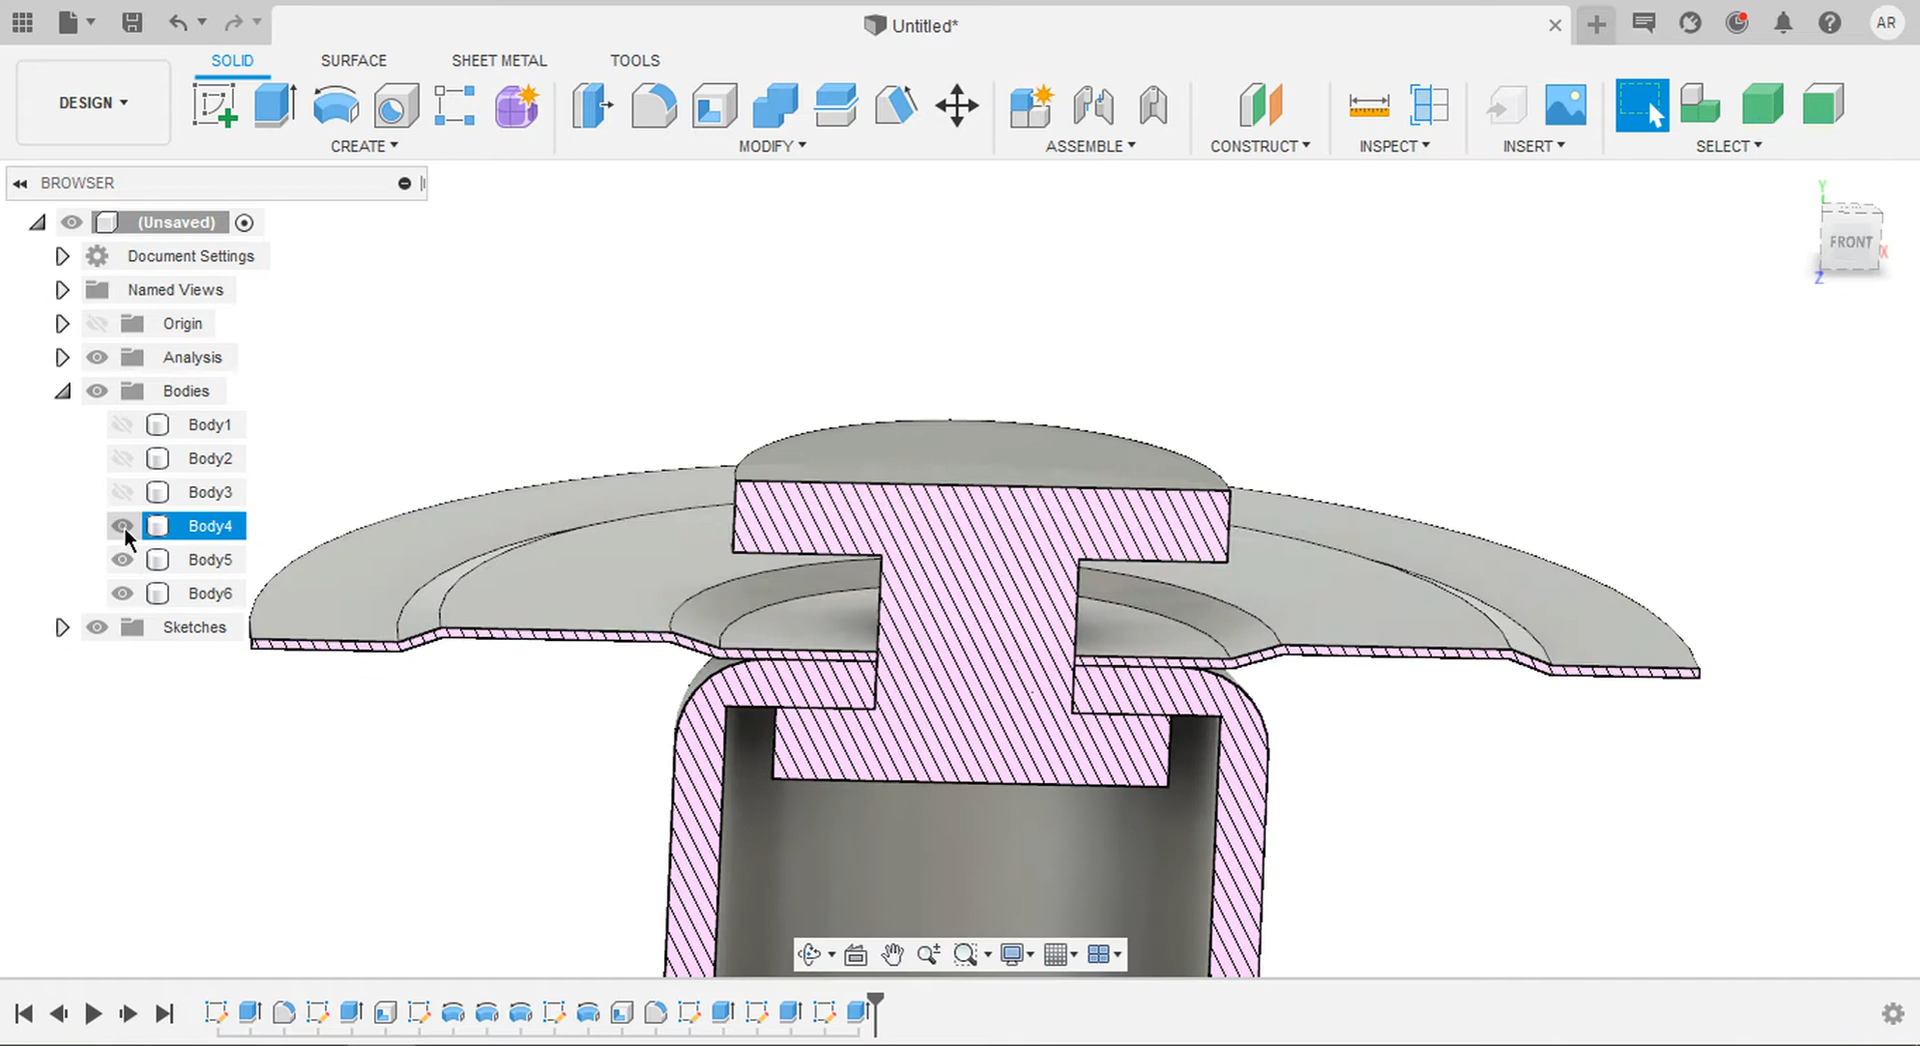 Untitled*
AR
SOLID SURFACE SHEET METAL TOOLS
DESIGN
CREATE MODIFY ASSEMBLE CONSTRUCT INSPECT INSERT SELECT
BROWSER
(Unsaved)
Document Settings
Named Views
Origin
Analysis
Bodies
Body1
Body2
Body3
Body4
Body5
Body6
Sketches
Y
FRONT
X
Z